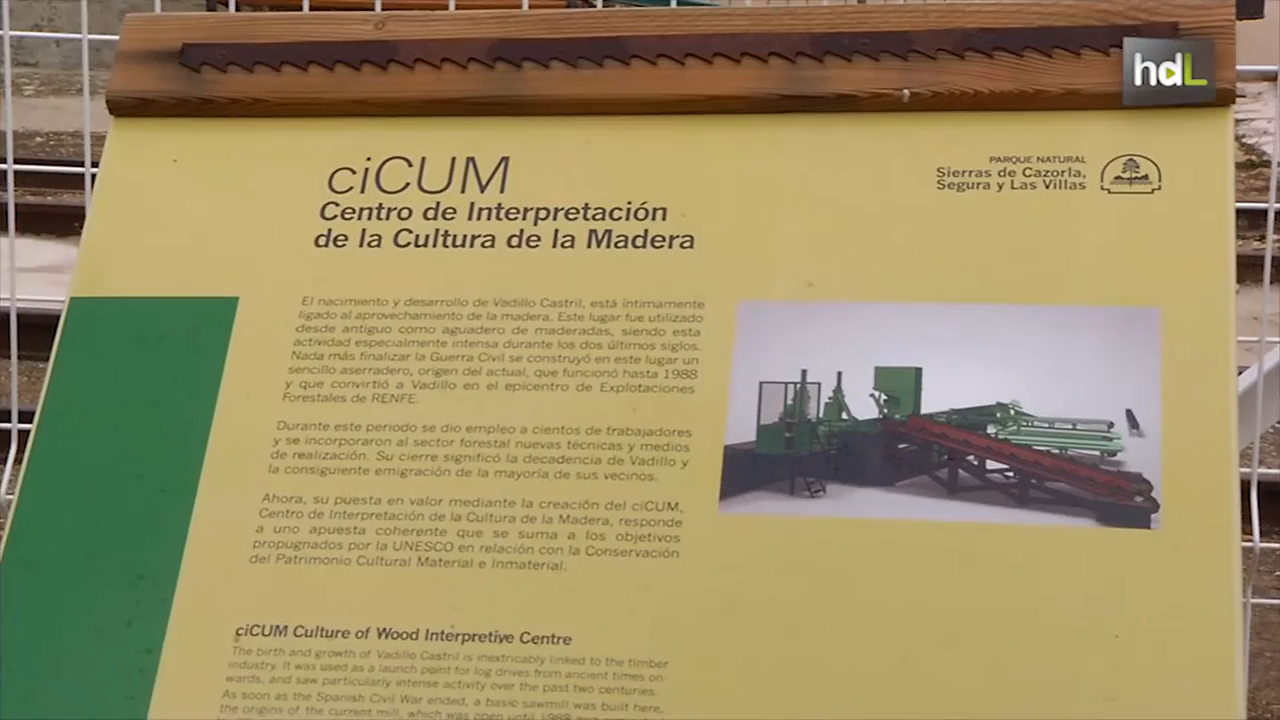 hdL
ciCUM
Centro de Interpretación
de la Cultura de la Madera
PARQUE NATURAL
Sierras de Cazorla,
Segura y Las Villas
El nacimiento y desarrollo de Vadillo Castril, está íntimamente
ligado al aprovechamiento de la madera. Este lugar fue utilizado
desde antiguo como aguadero de maderadas, siendo esta
actividad especialmente intensa durante los dos últimos siglos.
Nada más finalizar la Guerra Civil se construyó en este lugar un
sencillo aserradero, origen del actual, que funcionó hasta 1988
y que convirtió a Vadillo en el epicentro de Explotaciones
Forestales de RENFE.
Durante este periodo se dio empleo a cientos de trabajadores
y se incorporaron al sector forestal nuevas técnicas y medios
de realización. Su cierre significó la decadencia de Vadillo y
la consiguiente emigración de la mayoría de sus vecinos.
Ahora, su puesta en valor mediante la creación del ciCUM,
Centro de Interpretación de la Cultura de la Madera, responde
a uno apuesta coherente que se suma a los objetivos
propugnados por la UNESCO en relación con la Conservación
del Patrimonio Cultural Material e Inmaterial.
ciCUM Culture of Wood Interpretive Centre
The birth and growth of Vadillo Castril is inextricably linked to the timber
industry. It was used as a launch point for log drives from ancient times on-
wards, and saw particularly intense activity over the past two centuries.
As soon as the Spanish Civil War ended, a basic sawmill was built here,
the origins of the current mill, which was open until 1988